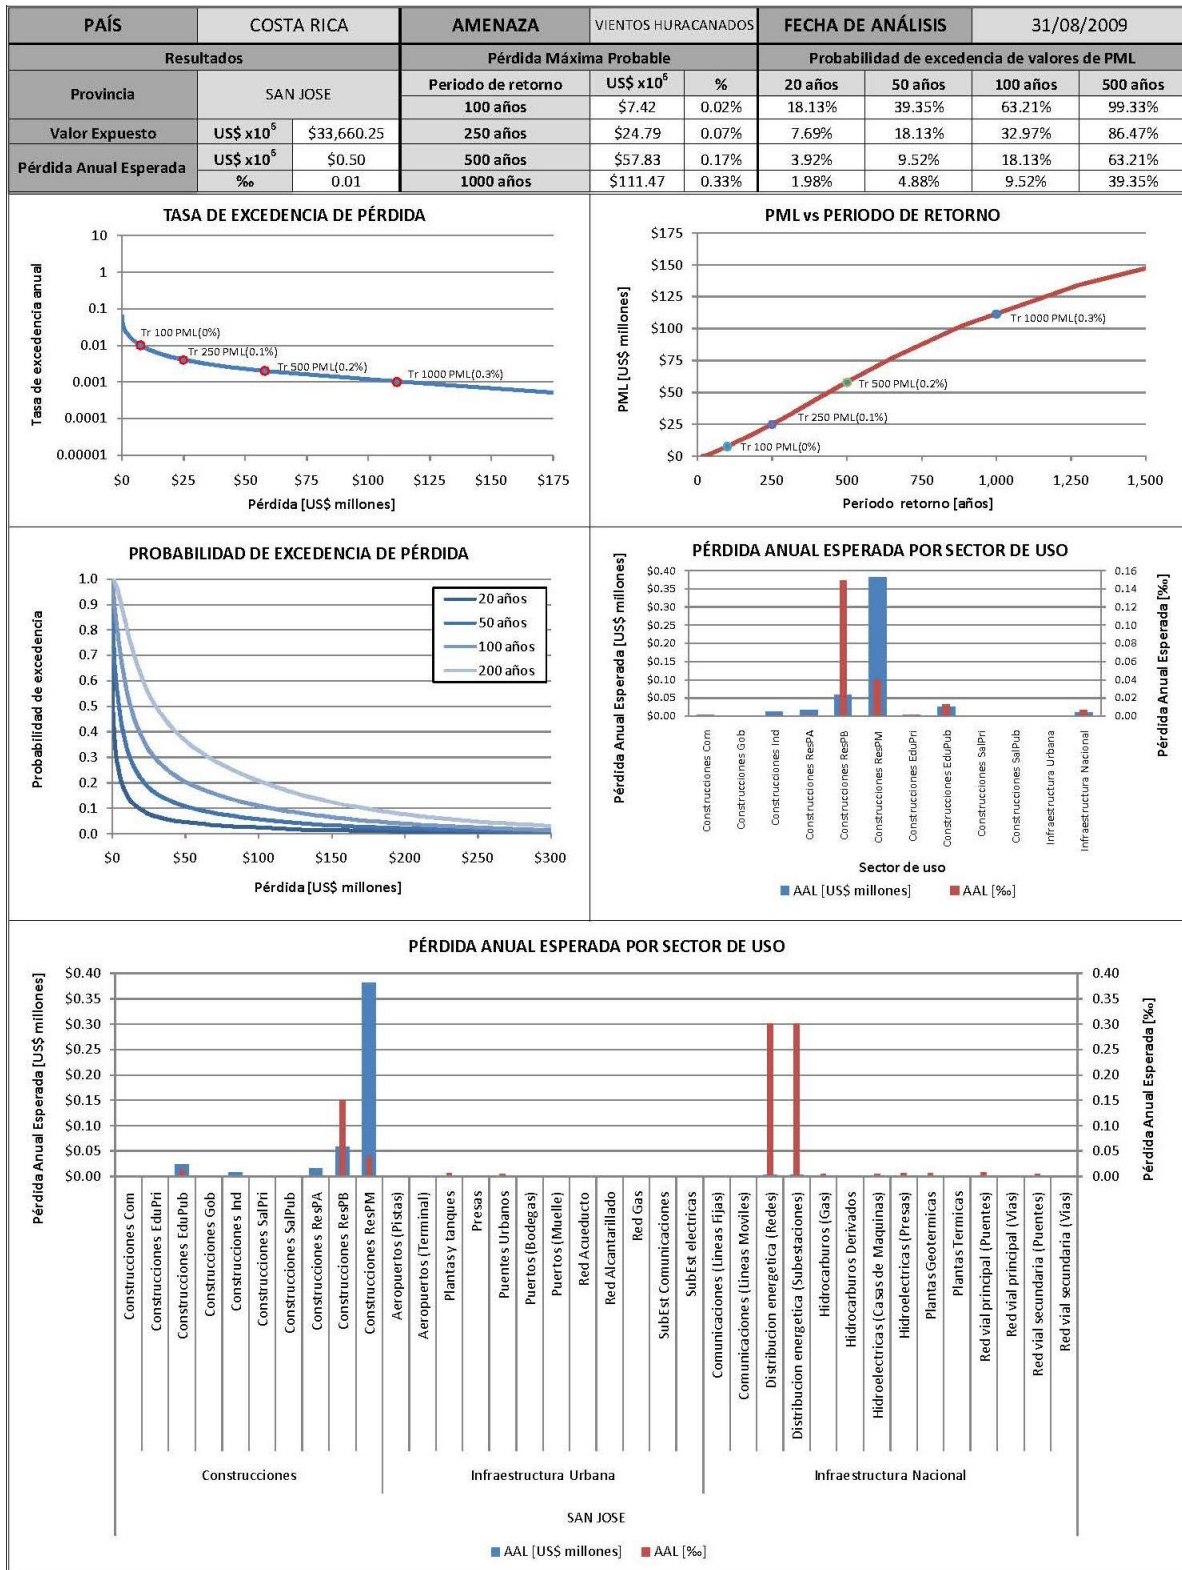 PAÍS COSTA RICA AMENAZA VIENTOS HURACANADOS FECHA DE ANÁLISIS 31/08/2009
Resultados Pérdida Máxima Probable Probabilidad de excedencia de valores de PML
Provincia SAN JOSE Periodo de retorno US$ x10⁶ % 20 años 50 años 100 años 500 años
100 años $7.42 0.02% 18.13% 39.35% 63.21% 99.33%
Valor Expuesto US$ x10⁶ $33,660.25 250 años $24.79 0.07% 7.69% 18.13% 32.97% 86.47%
Pérdida Anual Esperada US$ x10⁶ $0.50 500 años $57.83 0.17% 3.92% 9.52% 18.13% 63.21%
‰ 0.01 1000 años $111.47 0.33% 1.98% 4.88% 9.52% 39.35%
TASA DE EXCEDENCIA DE PÉRDIDA
Tasa de excedencia anual
10
1
0.1
0.01
0.001
0.0001
0.00001
Tr 100 PML(0%)
Tr 250 PML(0.1%)
Tr 500 PML(0.2%)
Tr 1000 PML(0.3%)
$0 $25 $50 $75 $100 $125 $150 $175
Pérdida [US$ millones]
PML vs PERIODO DE RETORNO
PML [US$ millones]
$175
$150
$125
$100
$75
$50
$25
$0
Tr 1000 PML(0.3%)
Tr 500 PML(0.2%)
Tr 250 PML(0.1%)
Tr 100 PML(0%)
0 250 500 750 1,000 1,250 1,500
Periodo retorno [años]
PROBABILIDAD DE EXCEDENCIA DE PÉRDIDA
Probabilidad de excedencia
1.0
0.9
0.8
0.7
0.6
0.5
0.4
0.3
0.2
0.1
0.0
20 años
50 años
100 años
200 años
$0 $50 $100 $150 $200 $250 $300
Pérdida [US$ millones]
PÉRDIDA ANUAL ESPERADA POR SECTOR DE USO
Pérdida Anual Esperada [US$ millones]
$0.40
$0.35
$0.30
$0.25
$0.20
$0.15
$0.10
$0.05
$0.00
0.16
0.14
0.12
0.10
0.08
0.06
0.04
0.02
0.00
Pérdida Anual Esperada [‰]
Construcciones Com
Construcciones Gob
Construcciones Ind
Construcciones ResPA
Construcciones ResPB
Construcciones ResPM
Construcciones EduPri
Construcciones EduPub
Construcciones SalPri
Construcciones SalPub
Infraestructura Urbana
Infraestructura Nacional
Sector de uso
AAL [US$ millones] AAL [‰]
PÉRDIDA ANUAL ESPERADA POR SECTOR DE USO
Pérdida Anual Esperada [US$ millones]
$0.40
$0.35
$0.30
$0.25
$0.20
$0.15
$0.10
$0.05
$0.00
0.40
0.35
0.30
0.25
0.20
0.15
0.10
0.05
0.00
Pérdida Anual Esperada [‰]
Construcciones Com
Construcciones EduPri
Construcciones EduPub
Construcciones Gob
Construcciones Ind
Construcciones SalPri
Construcciones SalPub
Construcciones ResPA
Construcciones ResPB
Construcciones ResPM
Aeropuertos (Pistas)
Aeropuertos (Terminal)
Plantas y tanques
Presas
Puentes Urbanos
Puertos (Bodegas)
Puertos (Muelle)
Red Acueducto
Red Alcantarillado
Red Gas
SubEst Comunicaciones
SubEst electricas
Comunicaciones (Lineas Fijas)
Comunicaciones (Lineas Moviles)
Distribucion energetica (Redes)
Distribucion energetica (Subestaciones)
Hidrocarburos (Gas)
Hidrocarburos Derivados
Hidroelectricas (Casas de Maquinas)
Hidroelectricas (Presas)
Plantas Geotermicas
Plantas Termicas
Red vial principal (Puentes)
Red vial principal (Vias)
Red vial secundaria (Puentes)
Red vial secundaria (Vias)
Construcciones Infraestructura Urbana Infraestructura Nacional
SAN JOSE
AAL [US$ millones] AAL [‰]